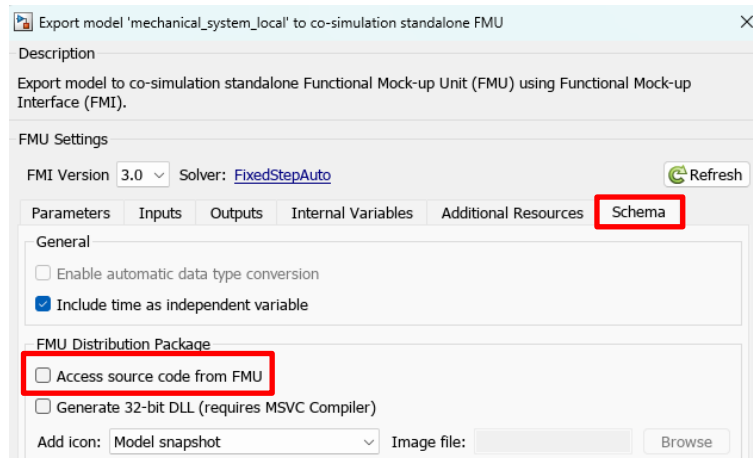 Export model 'mechanical_system_local' to co-simulation standalone FMU
Description
Export model to co-simulation standalone Functional Mock-up Unit (FMU) using Functional Mock-up
Interface (FMI).
FMU Settings
FMI Version 3.0 Solver: FixedStepAuto Refresh
Parameters Inputs Outputs Internal Variables Additional Resources Schema
General
Enable automatic data type conversion
Include time as independent variable
FMU Distribution Package
Access source code from FMU
Generate 32-bit DLL (requires MSVC Compiler)
Add icon: Model snapshot Image file: Browse